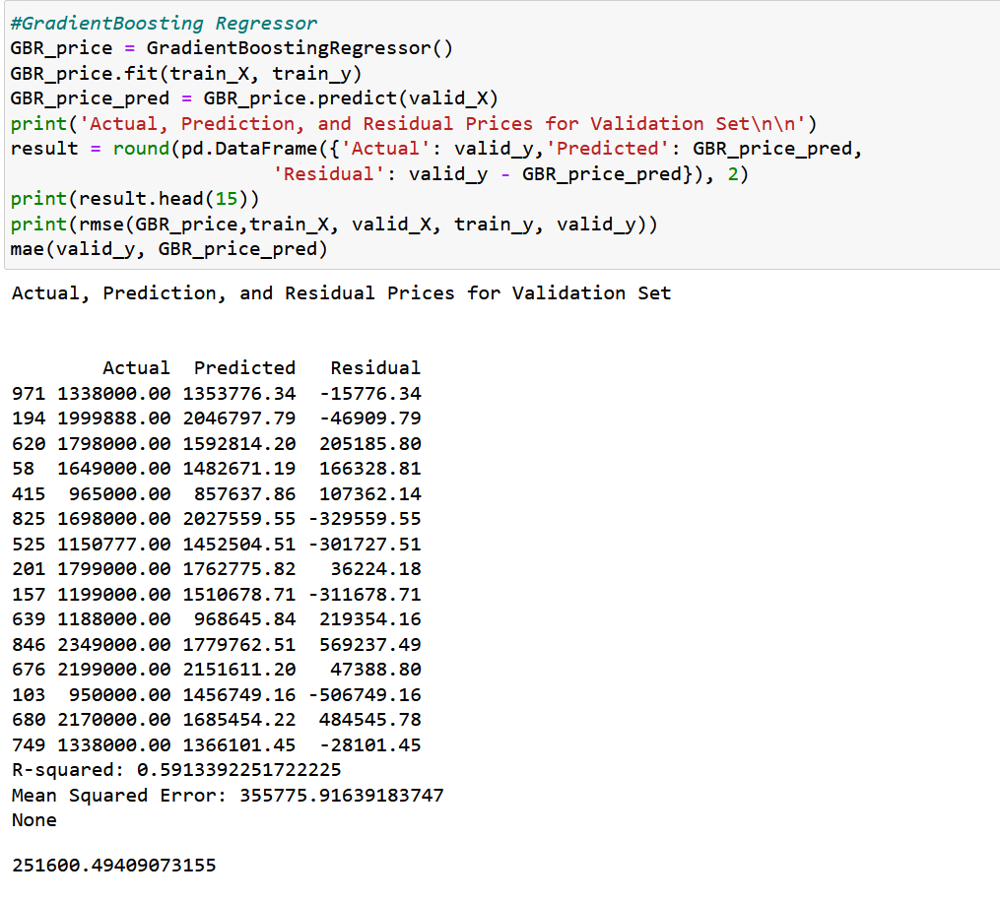 #GradientBoosting Regressor
GBR_price = GradientBoostingRegressor()
GBR_price.fit(train_X, train_y)
GBR_price_pred = GBR_price.predict(valid_X)
print('Actual, Prediction, and Residual Prices for Validation Set\n\n')
result = round(pd.DataFrame({'Actual': valid_y,'Predicted': GBR_price_pred,
                       'Residual': valid_y - GBR_price_pred}), 2)
print(result.head(15))
print(rmse(GBR_price,train_X, valid_X, train_y, valid_y))
mae(valid_y, GBR_price_pred)
Actual, Prediction, and Residual Prices for Validation Set
        Actual  Predicted   Residual
971 1338000.00 1353776.34  -15776.34
194 1999888.00 2046797.79  -46909.79
620 1798000.00 1592814.20  205185.80
58  1649000.00 1482671.19  166328.81
415  965000.00  857637.86  107362.14
825 1698000.00 2027559.55 -329559.55
525 1150777.00 1452504.51 -301727.51
201 1799000.00 1762775.82   36224.18
157 1199000.00 1510678.71 -311678.71
639 1188000.00  968645.84  219354.16
846 2349000.00 1779762.51  569237.49
676 2199000.00 2151611.20   47388.80
103  950000.00 1456749.16 -506749.16
680 2170000.00 1685454.22  484545.78
749 1338000.00 1366101.45  -28101.45
R-squared: 0.5913392251722225
Mean Squared Error: 355775.91639183747
None
251600.49409073155